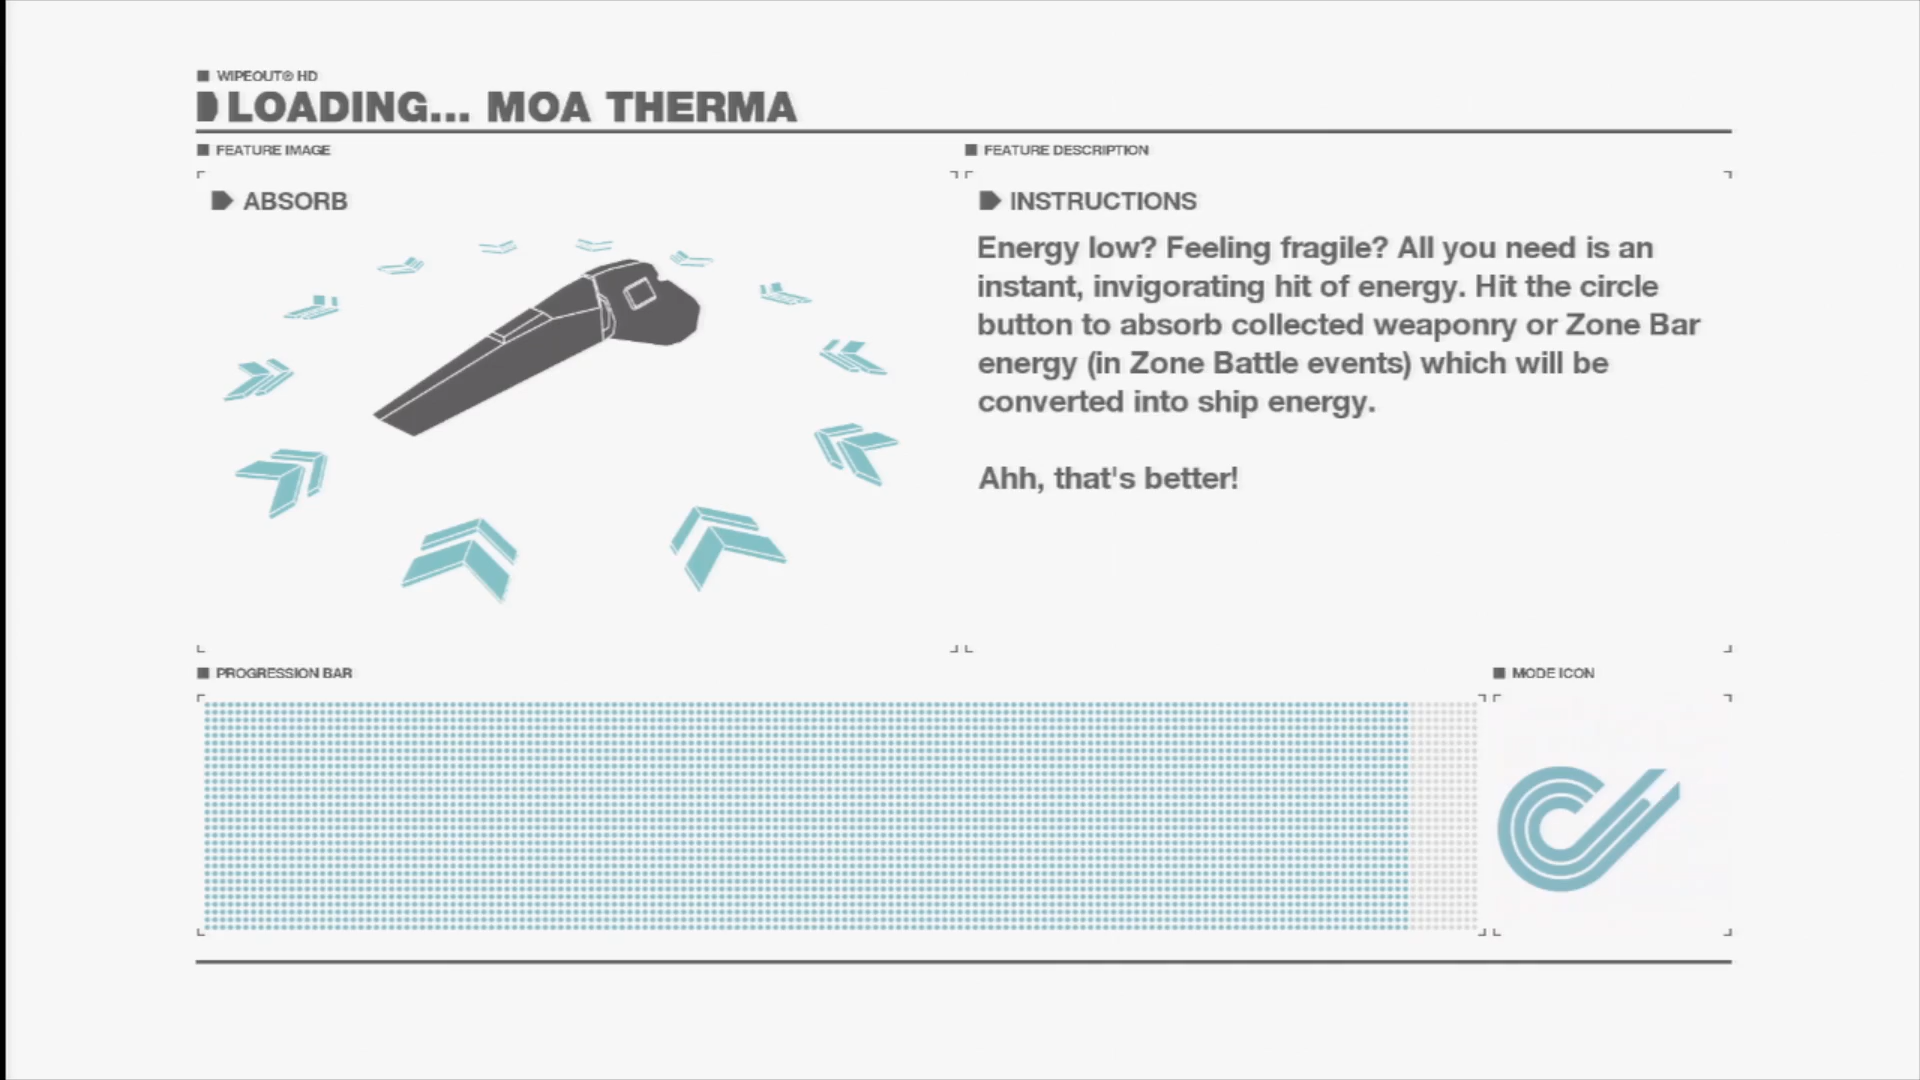 WIPEOUT® HD
LOADING... MOA THERMA
FEATURE IMAGE
FEATURE DESCRIPTION
ABSORB
INSTRUCTIONS
Energy low? Feeling fragile? All you need is an
instant, invigorating hit of energy. Hit the circle
button to absorb collected weaponry or Zone Bar
energy (in Zone Battle events) which will be
converted into ship energy.
Ahh, that's better!
PROGRESSION BAR
MODE ICON